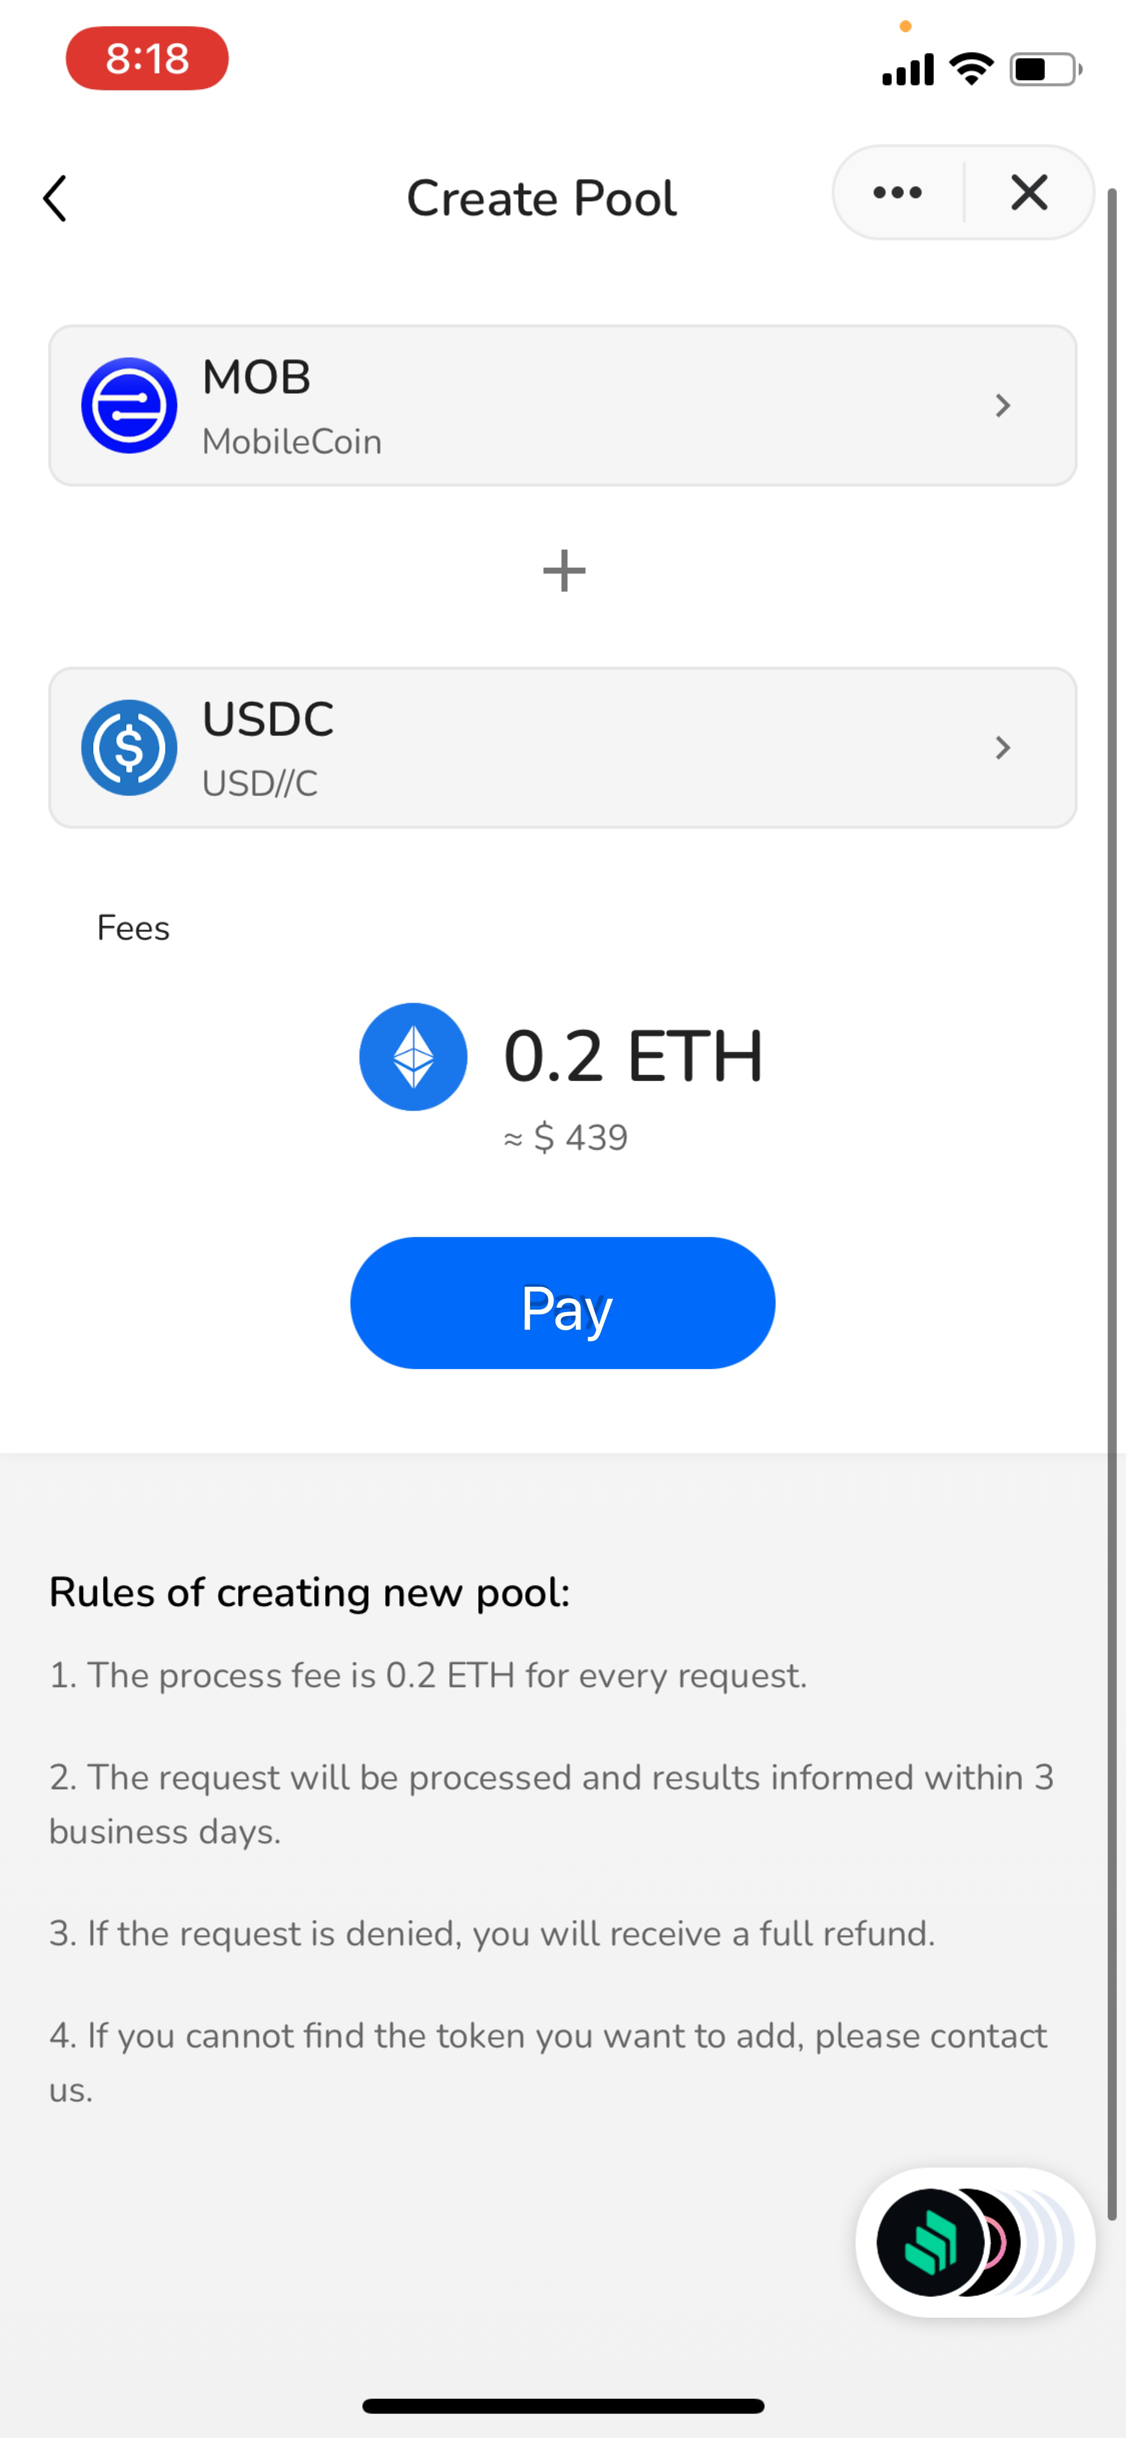 8:18
Create Pool
MOB
MobileCoin
+
USDC
USD//C
Fees
0.2 ETH
≈ $ 439
Pay
Rules of creating new pool:
1. The process fee is 0.2 ETH for every request.
2. The request will be processed and results informed within 3
business days.
3. If the request is denied, you will receive a full refund.
4. If you cannot find the token you want to add, please contact
us.